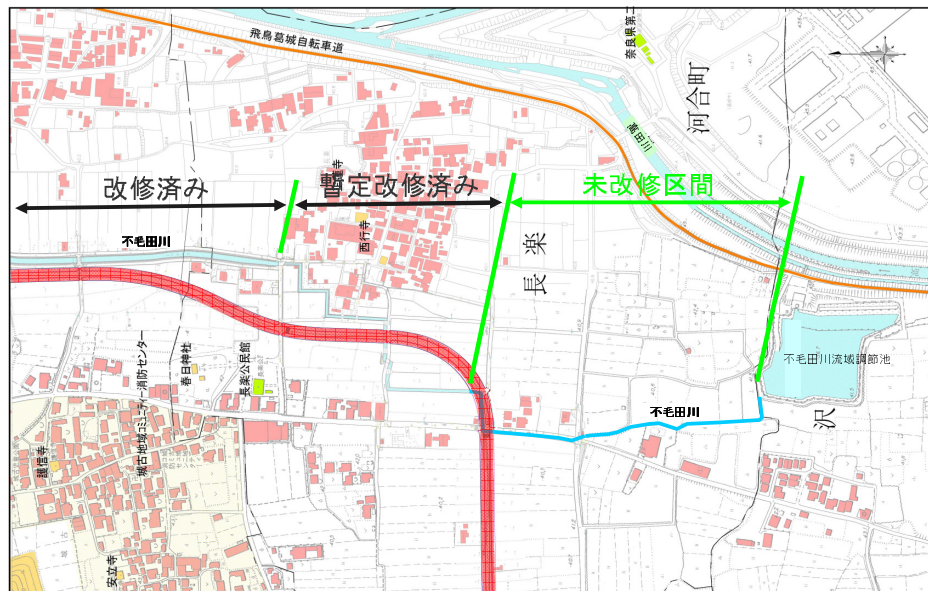 飛鳥葛城自転車道
奈良県第二
河合町
高田川
改修済み
暫定改修済み
未改修区間
西行寺
不毛田川
長楽
城古地域コミュニティー消防センター
春日神社
長楽公民館
不毛田川流域調節池
不毛田川
沢
護信寺
安立寺